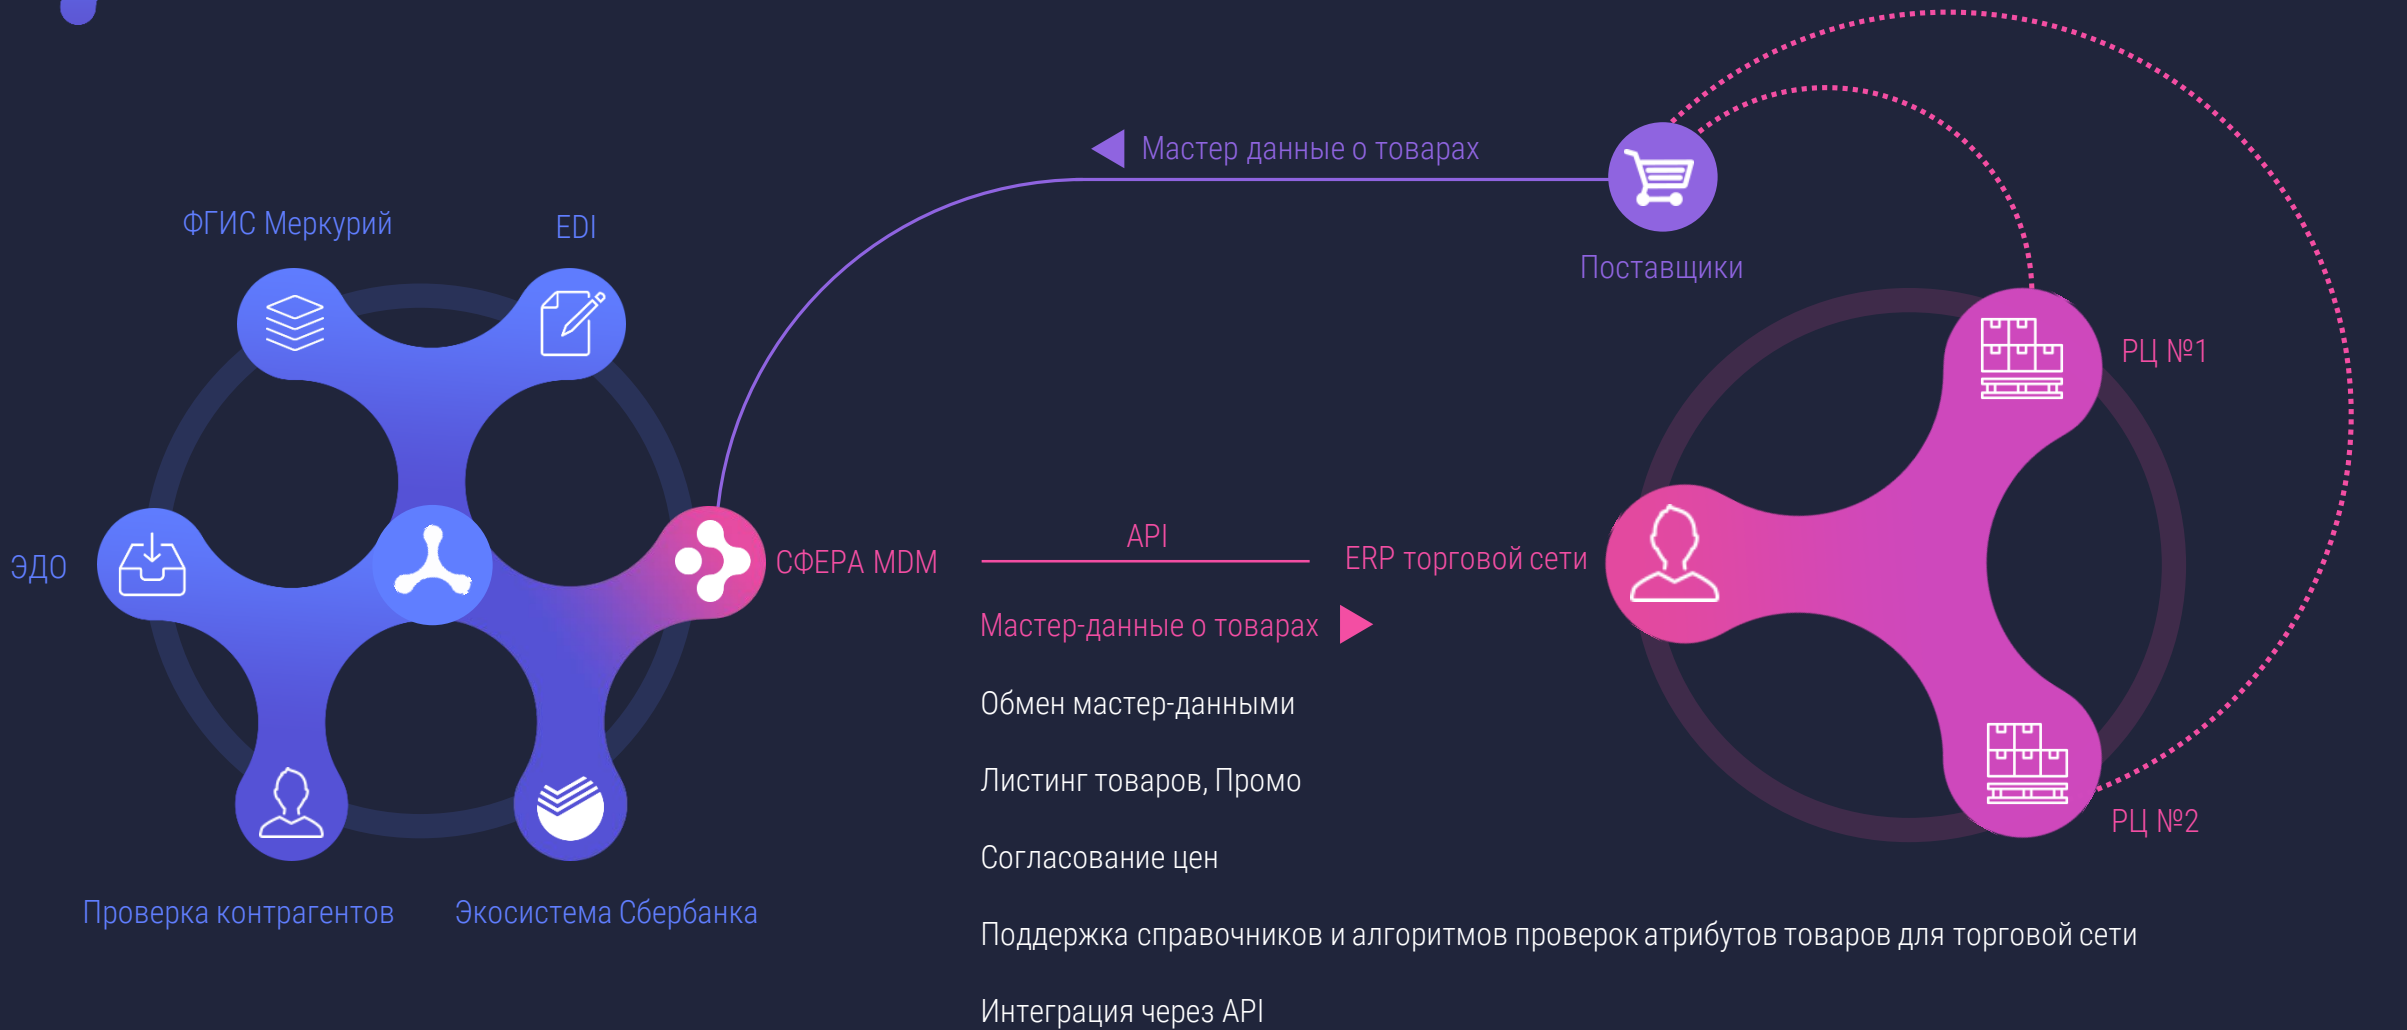 Мастер данные о товарах
Поставщики
ФГИС Меркурий
EDI
ЭДО
СФЕРА MDM
Проверка контрагентов
Экосистема Сбербанка
API
ERP торговой сети
РЦ №1
РЦ №2
Мастер-данные о товарах
Обмен мастер-данными
Листинг товаров, Промо
Согласование цен
Поддержка справочников и алгоритмов проверок атрибутов товаров для торговой сети
Интеграция через API